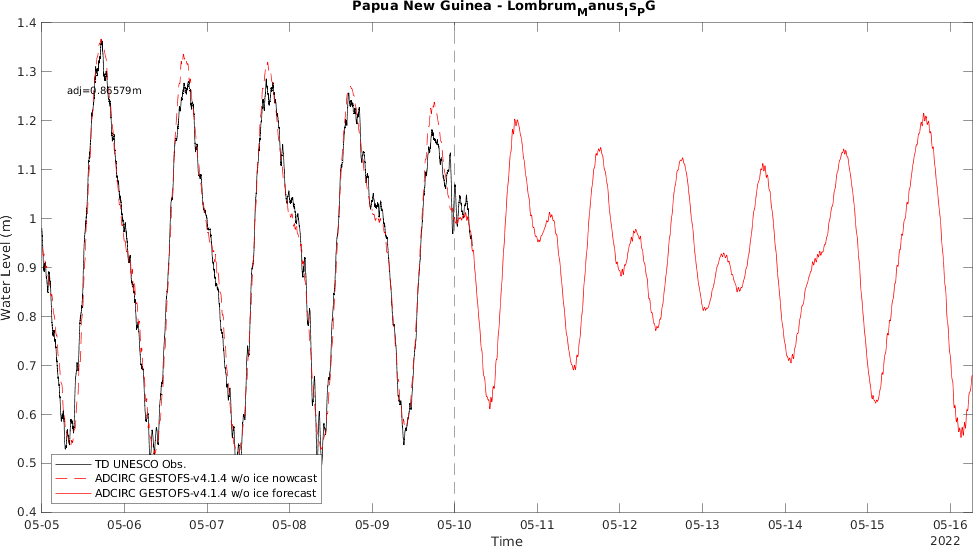 Papua New Guinea - LombrumManusIsPG
1.4
1.3
adj=0.86579m
1.2
1.1
1
0.9
0.8
0.7
0.6
0.5
0.4
Water Level (m)
TD UNESCO Obs.
ADCIRC GESTOFS-v4.1.4 w/o ice nowcast
ADCIRC GESTOFS-v4.1.4 w/o ice forecast
05-05 05-06 05-07 05-08 05-09 05-10 05-11 05-12 05-13 05-14 05-15 05-16
Time
2022